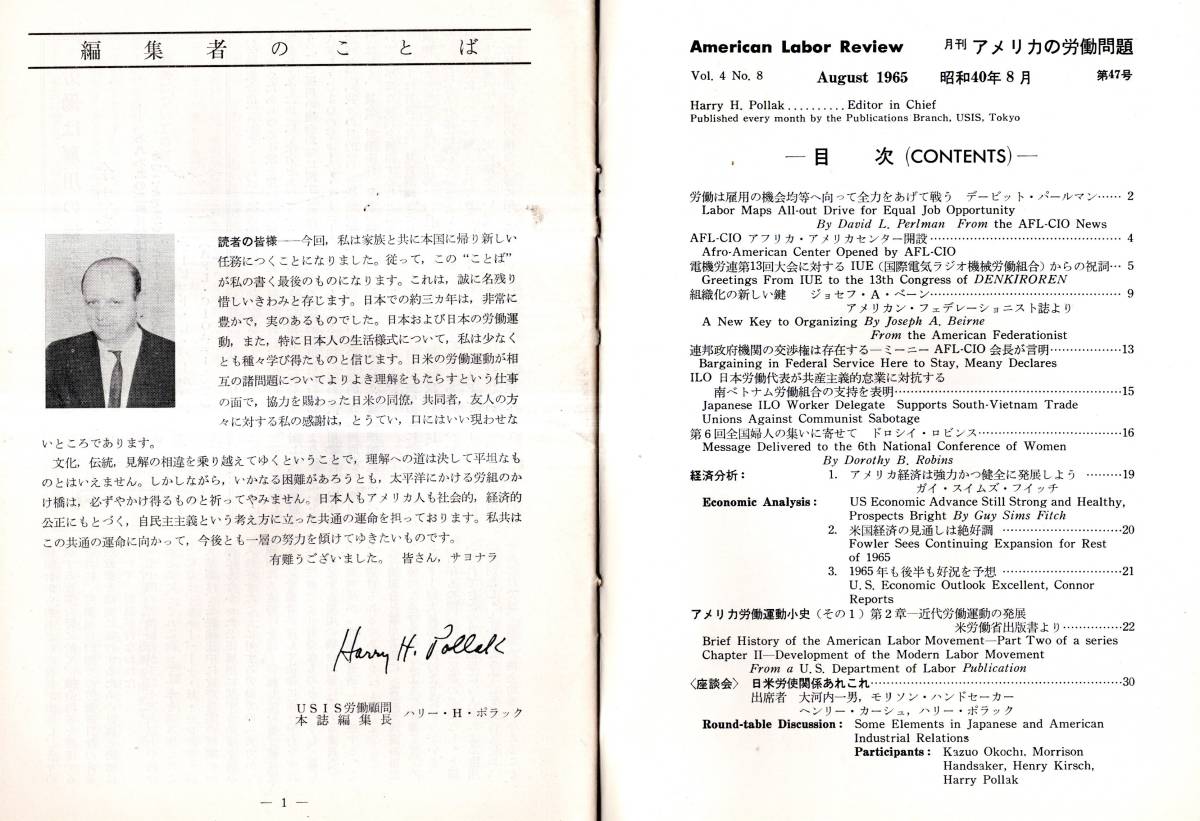 編集者のことば
読者の皆様——今回，私は家族と共に本国に帰り新しい
任務につくことになりました。従って，この “ことば”
が私の書く最後のものになります。これは，誠に名残り
惜しいきわみと存じます。日本での約三カ年は，非常に
豊かで，実のあるものでした。日本および日本の労働運
動，また，特に日本人の生活様式について，私は少なく
とも種々学び得たものと信じます。日米の労働運動が相
互の諸問題についてよりよき理解をもたらすという仕事
の面で，協力を賜わった日米の同僚，共同者，友人の方
々に対する私の感謝は，とうてい，口にはいい現わせな
いところであります。
文化，伝統，見解の相違を乗り越えてゆくということで，理解への道は決して平坦なも
のとはいえません。しかしながら，いかなる困難があろうとも，太平洋にかける労組のか
け橋は，必ずやかけ得るものと祈ってやみません。日本人もアメリカ人も社会的，経済的
公正にもとづく，自民主主義という考え方に立った共通の運命を担っております。私共は
この共通の運命に向かって，今後とも一層の努力を傾けてゆきたいものです。
有難うございました。 皆さん，サヨナラ
Harry H. Pollak
USIS労働顧問
本誌編集長 ハリー・H・ポラック
— 1 —
American Labor Review 月刊 アメリカの労働問題
Vol. 4 No. 8 August 1965 昭和40年8月 第47号
Harry H. Pollak..........Editor in Chief
Published every month by the Publications Branch, USIS, Tokyo
— 目 次 (CONTENTS) —
労働は雇用の機会均等へ向って全力をあげて戦う デービット・パールマン…… 2
Labor Maps All-out Drive for Equal Job Opportunity
By David L. Perlman From the AFL-CIO News
AFL-CIO アフリカ・アメリカセンター開設…………………………………………… 4
Afro-American Center Opened by AFL-CIO
電機労連第13回大会に対する IUE（国際電気ラジオ機械労働組合）からの祝詞… 5
Greetings From IUE to the 13th Congress of DENKIROREN
組織化の新しい鍵 ジョセフ・A・ベーン…………………………………………… 9
アメリカン・フェデレーショニスト誌より
A New Key to Organizing By Joseph A. Beirne
From the American Federationist
連邦政府機関の交渉権は存在する—ミーニー AFL-CIO 会長が言明………………13
Bargaining in Federal Service Here to Stay, Meany Declares
ILO 日本労働代表が共産主義的怠業に対抗する
南ベトナム労働組合の支持を表明……………………………………………………15
Japanese ILO Worker Delegate Supports South-Vietnam Trade
Unions Against Communist Sabotage
第6回全国婦人の集いに寄せて ドロシイ・ロビンス…………………………………16
Message Delivered to the 6th National Conference of Women
By Dorothy B. Robins
経済分析： 1. アメリカ経済は強力かつ健全に発展しよう ………19
ガイ・スイムズ・フイッチ
Economic Analysis: US Economic Advance Still Strong and Healthy,
Prospects Bright By Guy Sims Fitch
2. 米国経済の見通しは絶好調 …………………………20
Fowler Sees Continuing Expansion for Rest
of 1965
3. 1965年も後半も好況を予想 …………………………21
U.S. Economic Outlook Excellent, Connor
Reports
アメリカ労働運動小史（その1）第2章—近代労働運動の発展
米労働省出版書より……………22
Brief History of the American Labor Movement—Part Two of a series
Chapter II—Development of the Modern Labor Movement
From a U.S. Department of Labor Publication
〈座談会〉 日米労使関係あれこれ…………………………………………………………30
出席者 大河内一男，モリソン・ハンドセーカー
ヘンリー・カーシュ，ハリー・ポラック
Round-table Discussion: Some Elements in Japanese and American
Industrial Relations
Participants: Kazuo Okochi, Morrison
Handsaker, Henry Kirsch,
Harry Pollak